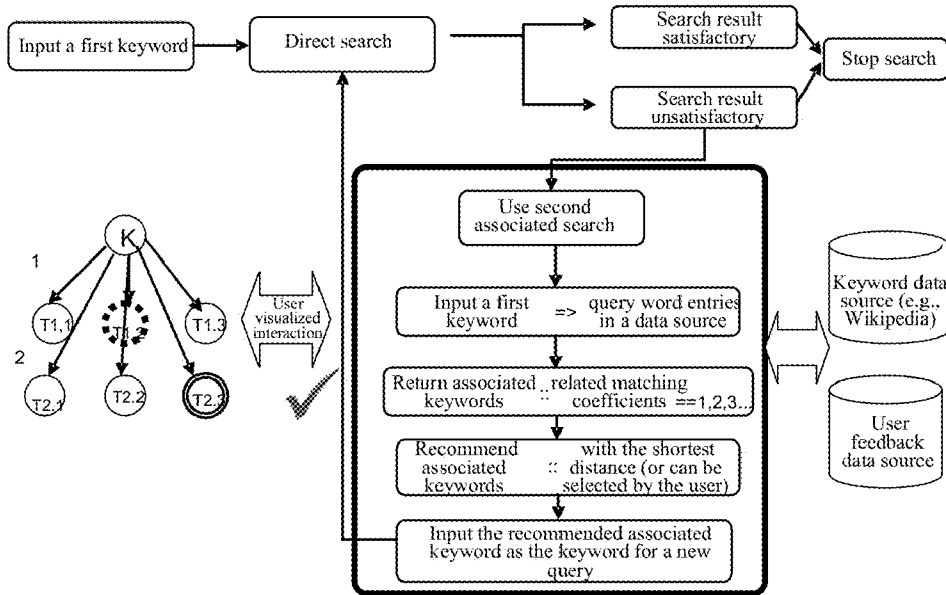 Input a first keyword
Direct search
Search result
satisfactory
Stop search
Search result
unsatisfactory
Use second
associated search
Input a first
keyword
=>
query word entries
in a data source
Return associated
keywords
::
related matching
coefficients ==1,2,3...
Recommend
associated
keywords
::
with the shortest
distance (or can be
selected by the user)
Input the recommended associated
keyword as the keyword for a new
query
K
1
T1,1
T1.3
2
T2.1
T2.2
T2.3
User
visualized
interaction
Keyword data
source (e.g.,
Wikipedia)
User
feedback
data source